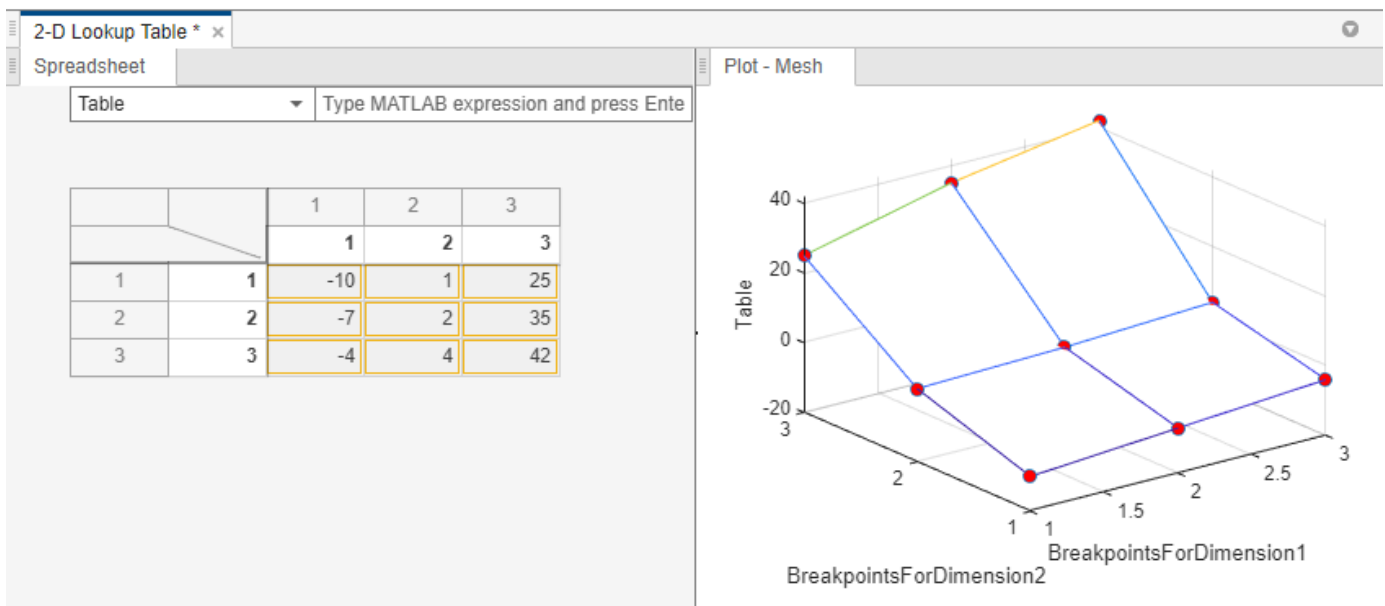 2-D Lookup Table * ×
Spreadsheet
Table Type MATLAB expression and press Ente
1 2 3
1 2 3
1 1 -10 1 25
2 2 -7 2 35
3 3 -4 4 42
Plot - Mesh
40
20
0
-20
Table
3
2
1
BreakpointsForDimension2
1
1.5
2
2.5
3
BreakpointsForDimension1